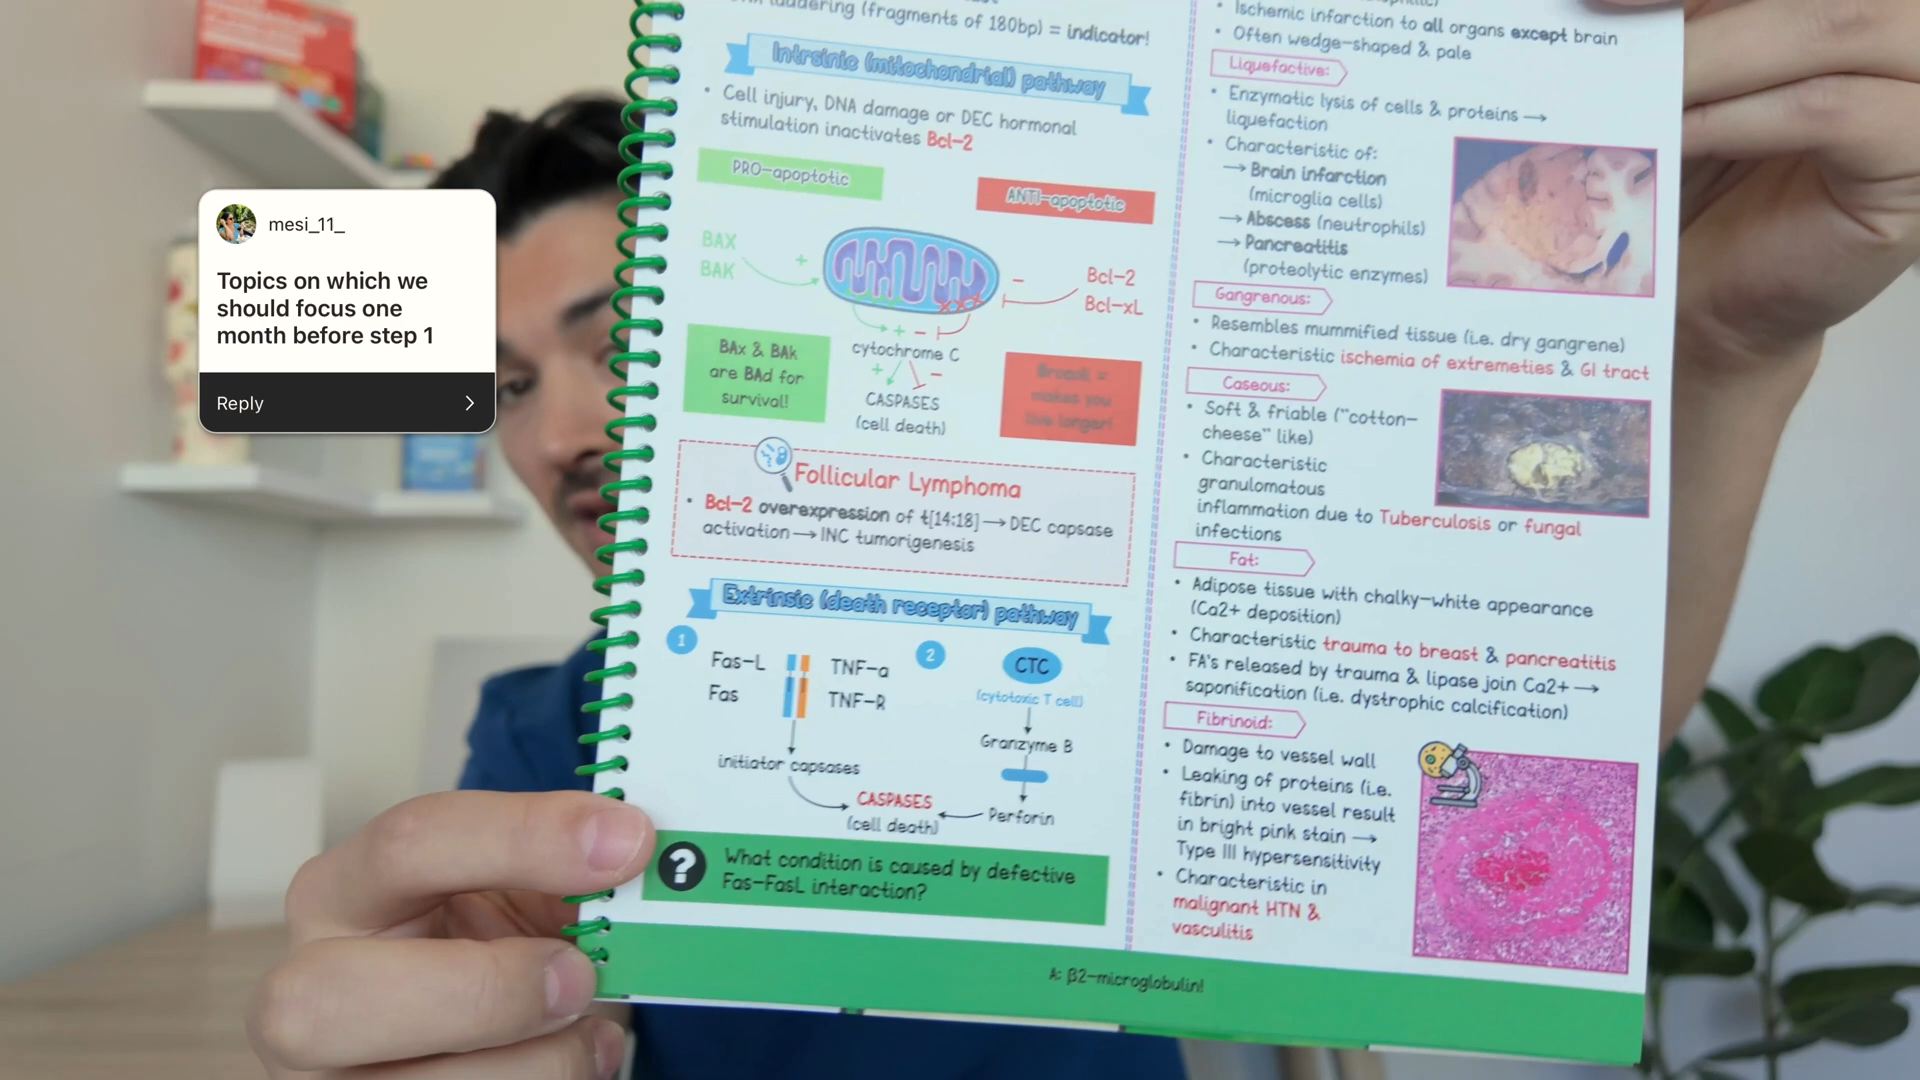 mesi_11_
Topics on which we
should focus one
month before step 1
Reply
laddering (fragments of 180bp) = indicator!
Intrsinic (mitochondrial) pathway
• Cell injury, DNA damage or DEC hormonal
stimulation inactivates Bcl-2
PRO-apoptotic
ANTI-apoptotic
BAX
BAK
+
−
Bcl-2
Bcl-xL
xxx
+ −
BAx & BAk
are BAd for
survival!
cytochrome C
+ −
CASPASES
(cell death)
makes you
live longer!
Follicular Lymphoma
• Bcl-2 overexpression of t[14:18] → DEC capsase
activation → INC tumorigenesis
Extrinsic (death receptor) pathway
1
Fas-L
Fas
TNF-a
TNF-R
initiator capsases
CASPASES
(cell death)
2
CTC
(cytotoxic T cell)
Granzyme B
Perforin
?
What condition is caused by defective
Fas-FasL interaction?
• Ischemic infarction to all organs except brain
• Often wedge-shaped & pale
Liquefactive:
• Enzymatic lysis of cells & proteins →
liquefaction
• Characteristic of:
→ Brain infarction
(microglia cells)
→ Abscess (neutrophils)
→ Pancreatitis
(proteolytic enzymes)
Gangrenous:
• Resembles mummified tissue (i.e. dry gangrene)
• Characteristic ischemia of extremeties & GI tract
Caseous:
• Soft & friable (""cotton-
cheese" like)
• Characteristic
granulomatous
inflammation due to Tuberculosis or fungal
infections
Fat:
• Adipose tissue with chalky-white appearance
(Ca2+ deposition)
• Characteristic trauma to breast & pancreatitis
• FA's released by trauma & lipase join Ca2+ →
saponification (i.e. dystrophic calcification)
Fibrinoid:
• Damage to vessel wall
• Leaking of proteins (i.e.
fibrin) into vessel result
in bright pink stain →
Type III hypersensitivity
• Characteristic in
malignant HTN &
vasculitis
A: β2-microglobulin!